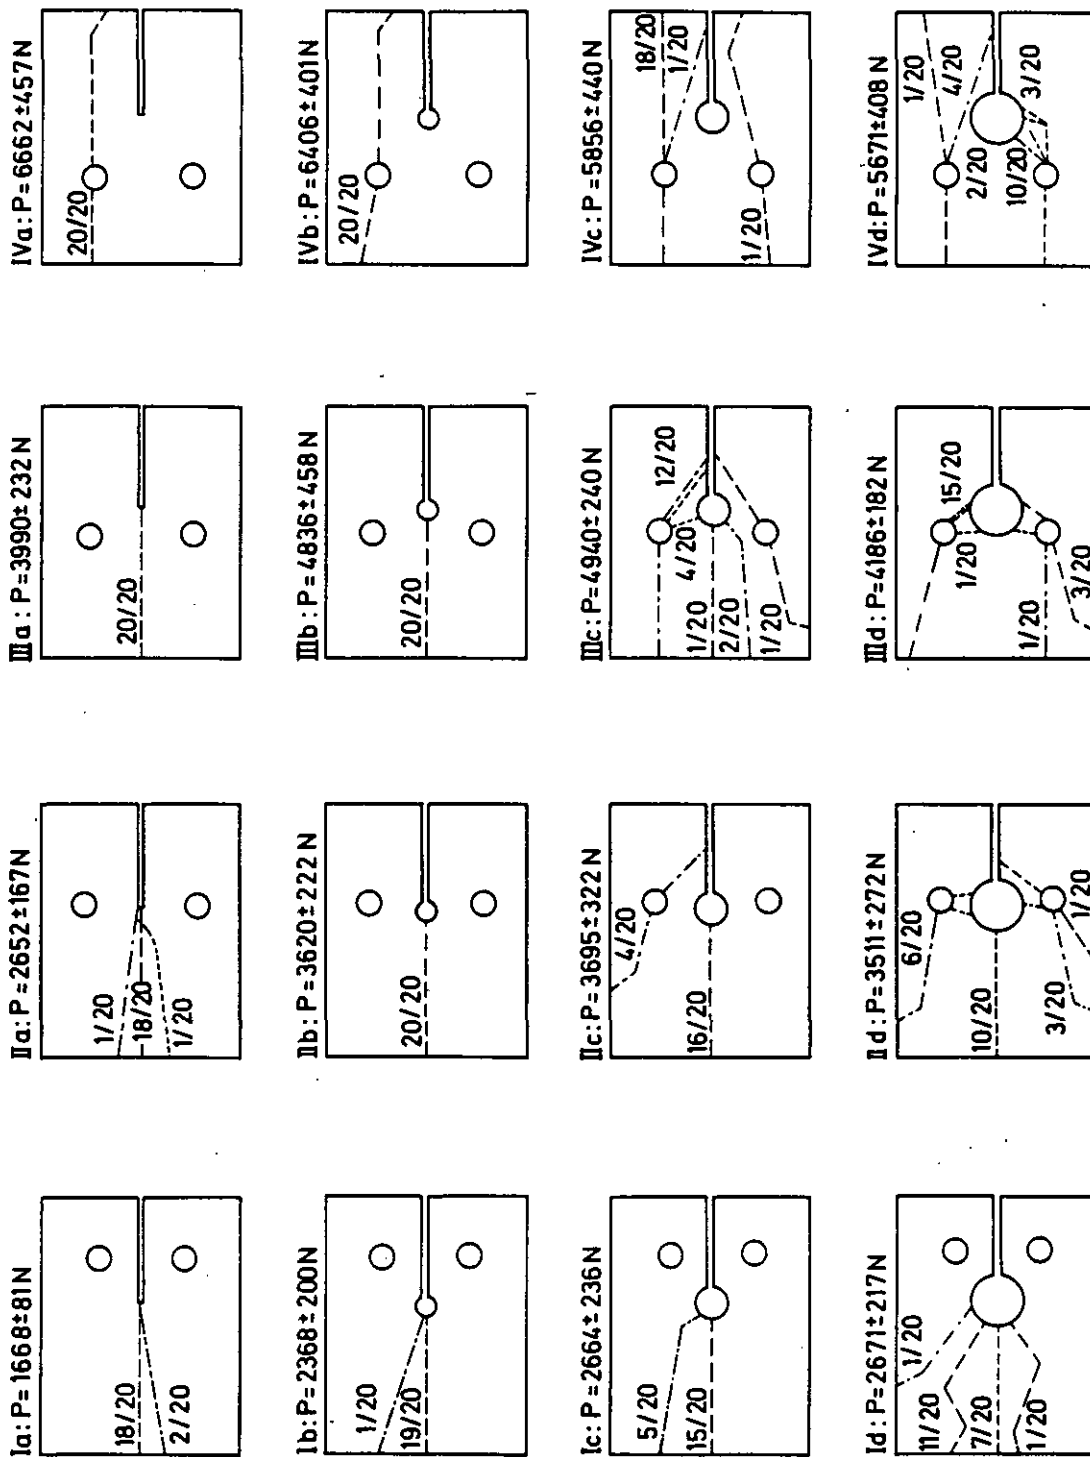 Ia: P=1668±81N
18/20
2/20
IIa: P=2652±167N
1/20
18/20
1/20
IIIa: P=3990±232N
20/20
IVa: P=6662±457N
20/20
Ib: P=2368±200N
1/20
19/20
IIb: P=3620±222N
20/20
IIIb: P=4836±458N
20/20
IVb: P=6406±401N
20/20
Ic: P=2664±236N
5/20
15/20
IIc: P=3695±322N
4/20
16/20
IIIc: P=4940±240N
12/20
4/20
1/20
2/20
1/20
IVc: P=5856±440N
18/20
1/20
1/20
Id: P=2671±217N
1/20
11/20
7/20
1/20
IId: P=3511±272N
6/20
10/20
3/20
1/20
IIId: P=4186±182N
15/20
1/20
1/20
3/20
IVd: P=5671±408N
1/20
4/20
2/20
10/20
3/20